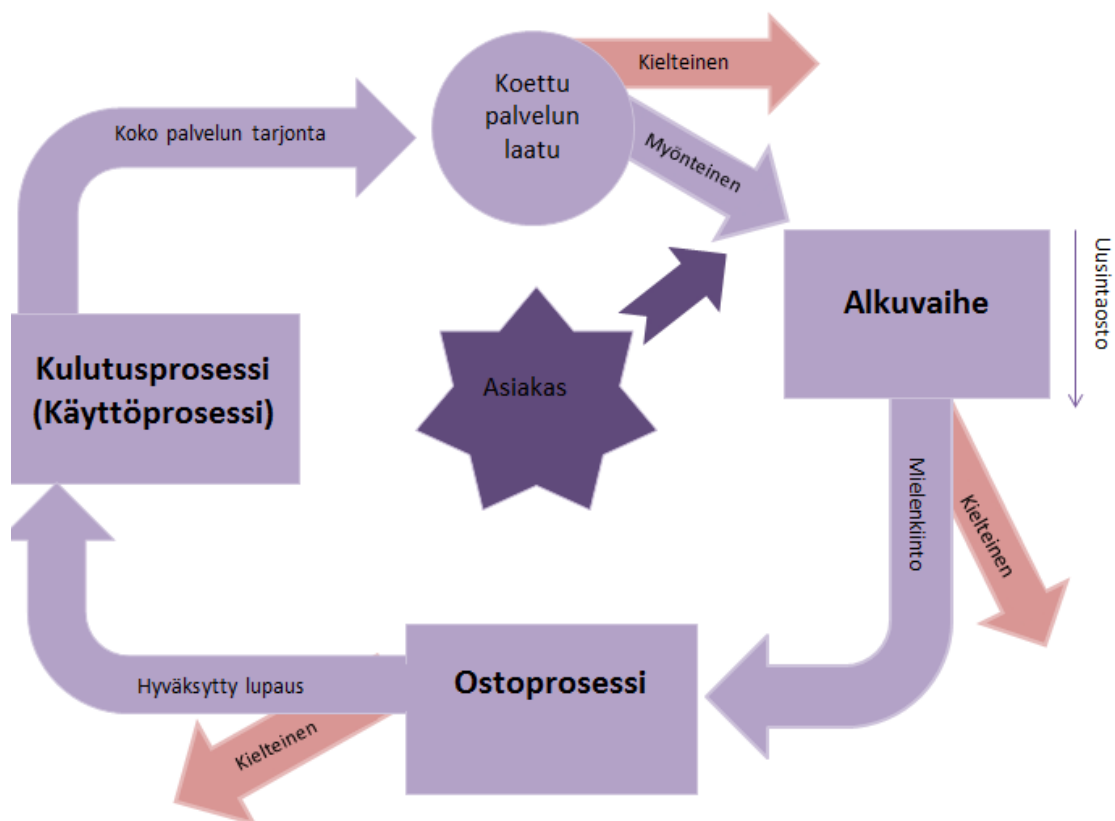 Kielteinen
Koettu
palvelun
laatu
Koko palvelun tarjonta
Myönteinen
Uusintaosto
Alkuvaihe
Kulutusprosessi
(Käyttöprosessi)
Asiakas
Mielenkiinto
Kielteinen
Ostoprosessi
Hyväksytty lupaus
Kielteinen